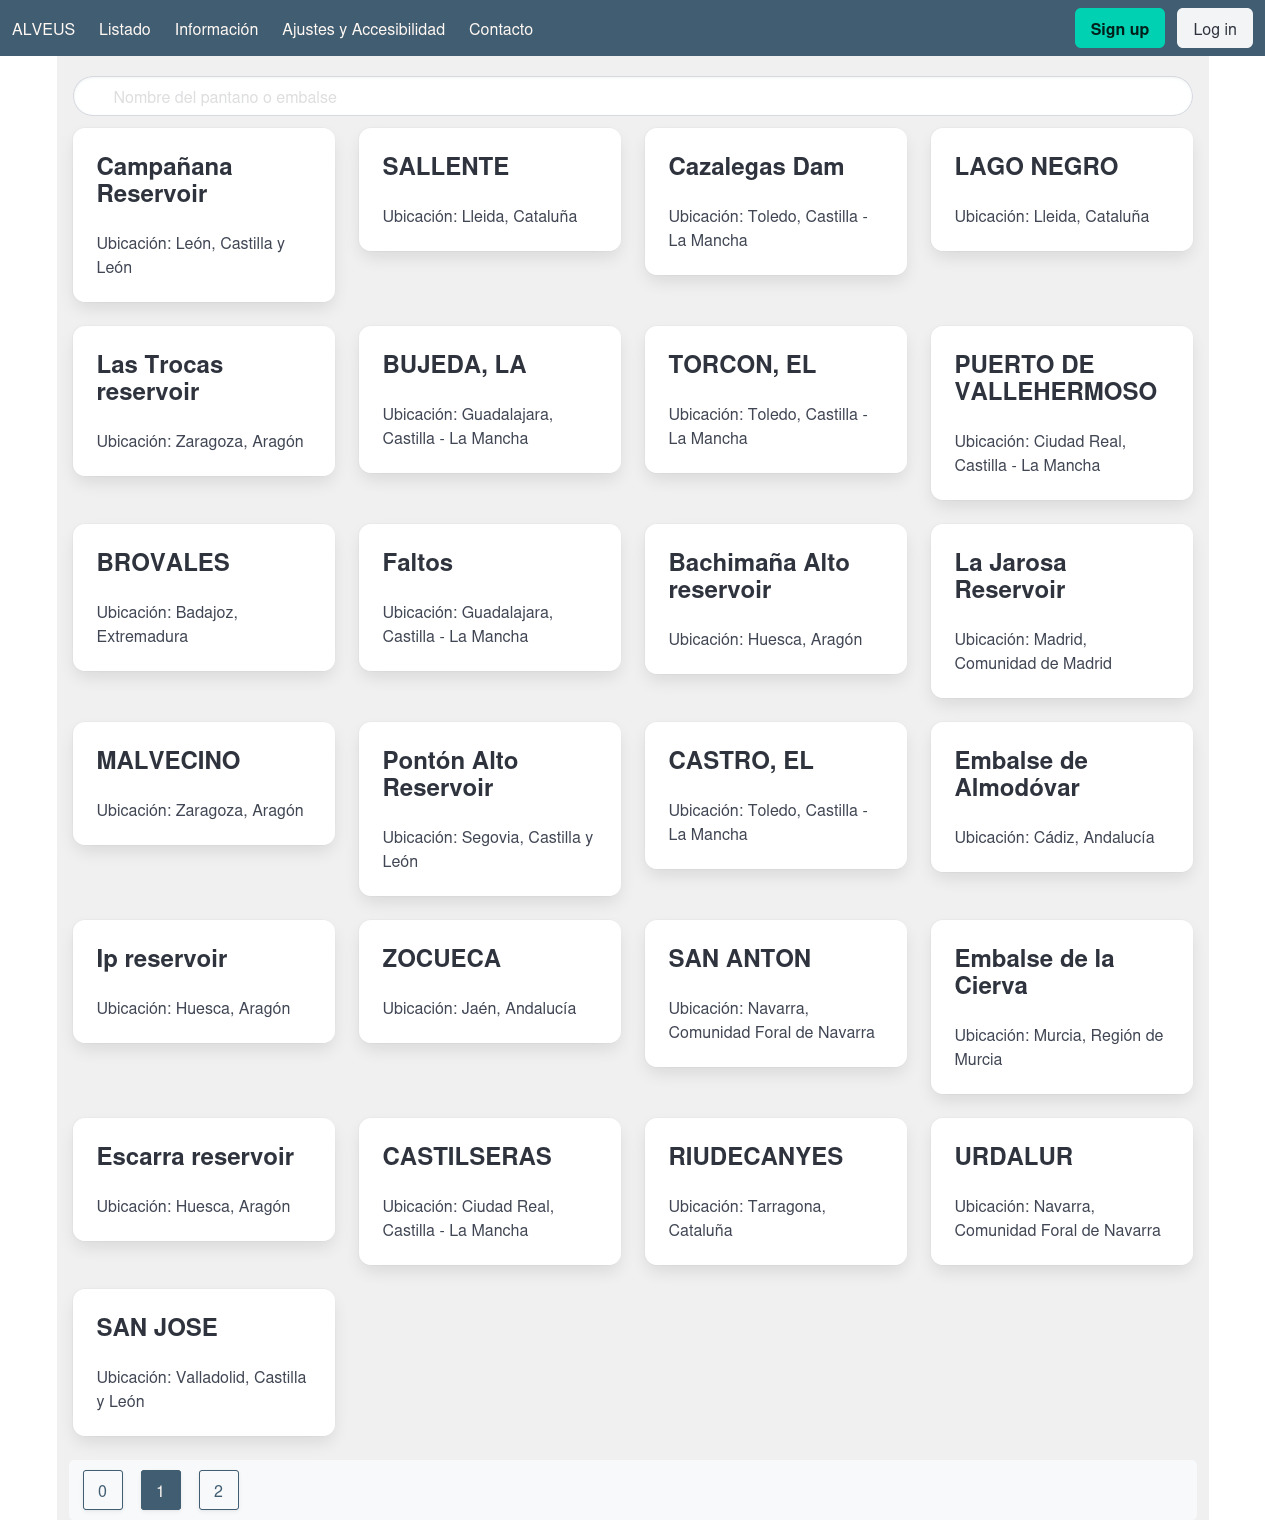 ALVEUS Listado Información Ajustes y Accesibilidad Contacto Sign up Log in
Nombre del pantano o embalse
Campañana
Reservoir
Ubicación: León, Castilla y
León
SALLENTE
Ubicación: Lleida, Cataluña
Cazalegas Dam
Ubicación: Toledo, Castilla -
La Mancha
LAGO NEGRO
Ubicación: Lleida, Cataluña
Las Trocas
reservoir
Ubicación: Zaragoza, Aragón
BUJEDA, LA
Ubicación: Guadalajara,
Castilla - La Mancha
TORCON, EL
Ubicación: Toledo, Castilla -
La Mancha
PUERTO DE
VALLEHERMOSO
Ubicación: Ciudad Real,
Castilla - La Mancha
BROVALES
Ubicación: Badajoz,
Extremadura
Faltos
Ubicación: Guadalajara,
Castilla - La Mancha
Bachimaña Alto
reservoir
Ubicación: Huesca, Aragón
La Jarosa
Reservoir
Ubicación: Madrid,
Comunidad de Madrid
MALVECINO
Ubicación: Zaragoza, Aragón
Pontón Alto
Reservoir
Ubicación: Segovia, Castilla y
León
CASTRO, EL
Ubicación: Toledo, Castilla -
La Mancha
Embalse de
Almodóvar
Ubicación: Cádiz, Andalucía
Ip reservoir
Ubicación: Huesca, Aragón
ZOCUECA
Ubicación: Jaén, Andalucía
SAN ANTON
Ubicación: Navarra,
Comunidad Foral de Navarra
Embalse de la
Cierva
Ubicación: Murcia, Región de
Murcia
Escarra reservoir
Ubicación: Huesca, Aragón
CASTILSERAS
Ubicación: Ciudad Real,
Castilla - La Mancha
RIUDECANYES
Ubicación: Tarragona,
Cataluña
URDALUR
Ubicación: Navarra,
Comunidad Foral de Navarra
SAN JOSE
Ubicación: Valladolid, Castilla
y León
0 1 2